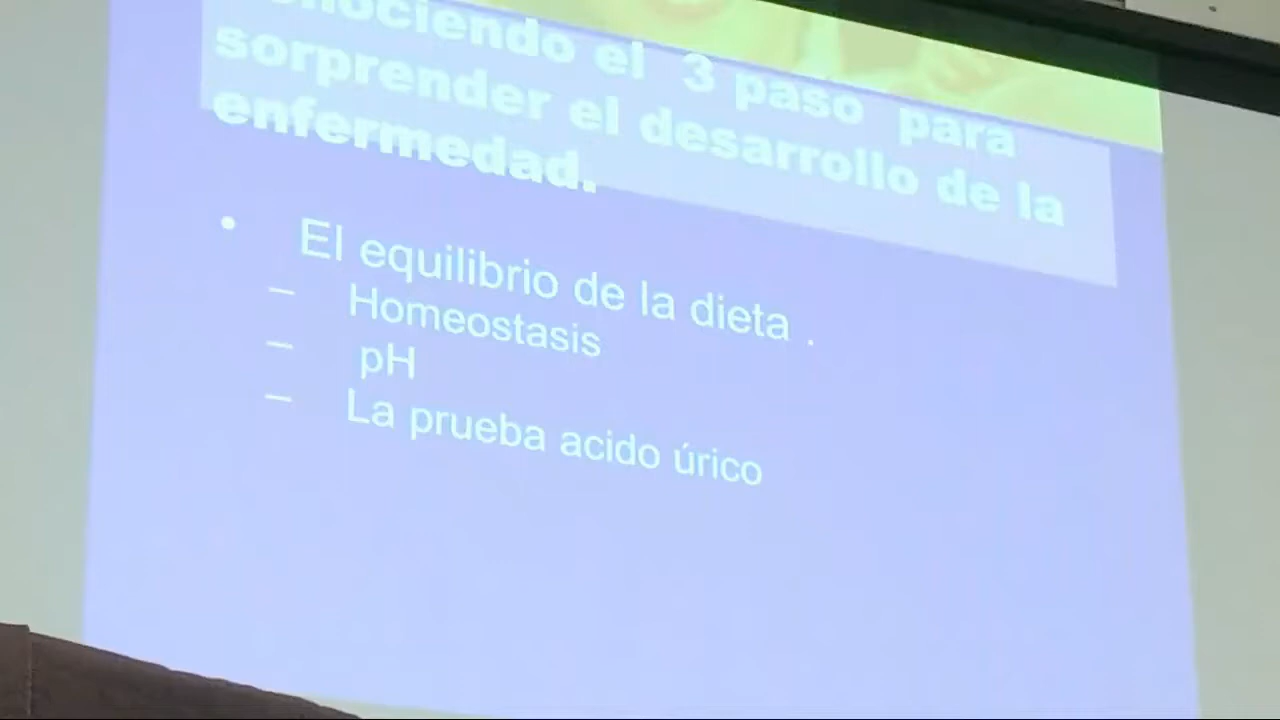 el 3 paso para
sorprender el desarrollo de la
enfermedad.
• El equilibrio de la dieta .
– Homeostasis
– pH
– La prueba acido úrico